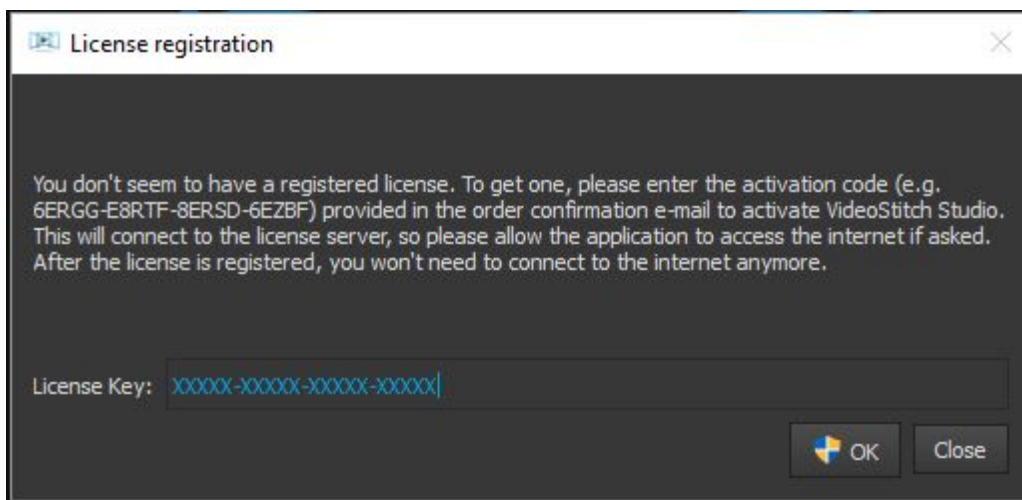 License registration
You don't seem to have a registered license. To get one, please enter the activation code (e.g.
6ERGG-E8RTF-8ERSD-6EZBF) provided in the order confirmation e-mail to activate VideoStitch Studio.
This will connect to the license server, so please allow the application to access the internet if asked.
After the license is registered, you won't need to connect to the internet anymore.
License Key: XXXXX-XXXXX-XXXXX-XXXXX
OK Close